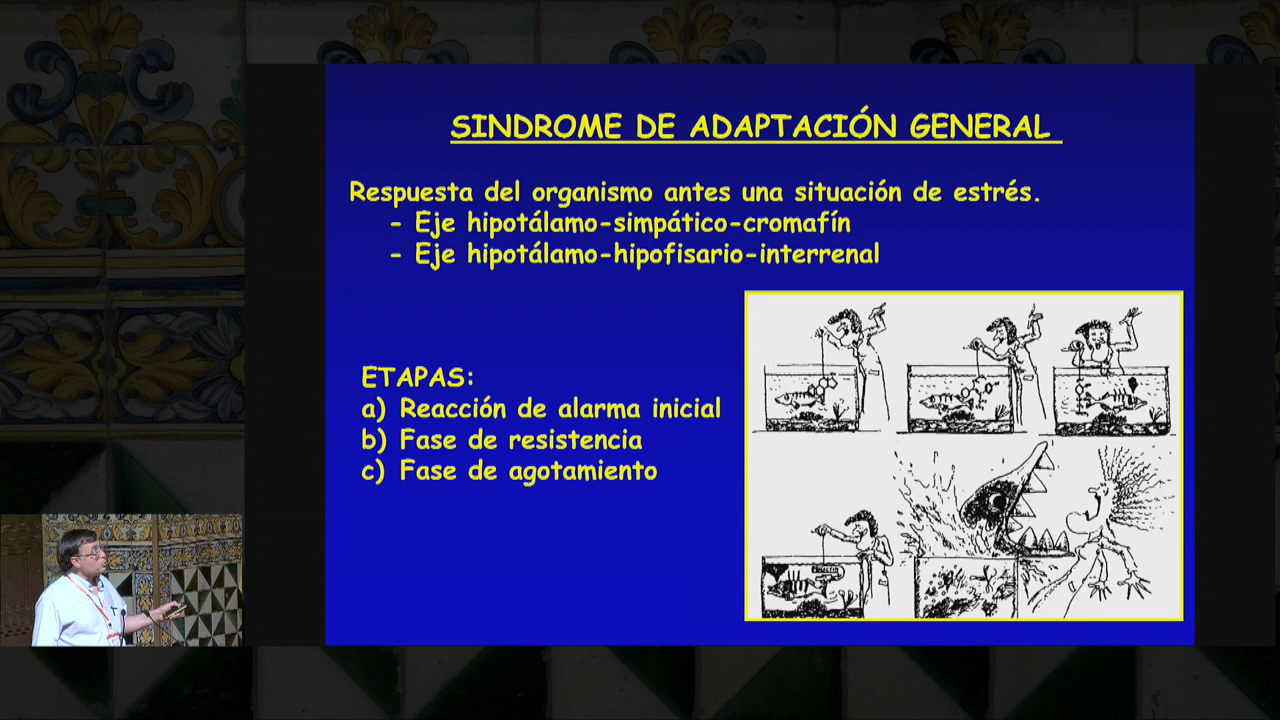 SINDROME DE ADAPTACIÓN GENERAL
Respuesta del organismo antes una situación de estrés.
- Eje hipotálamo-simpático-cromafín
- Eje hipotálamo-hipofisario-interrenal
ETAPAS:
a) Reacción de alarma inicial
b) Fase de resistencia
c) Fase de agotamiento